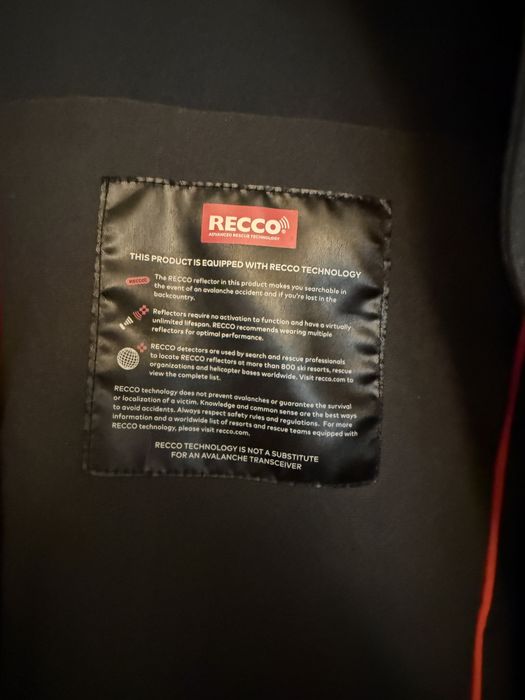 RECCO®
ADVANCED RESCUE TECHNOLOGY
THIS PRODUCT IS EQUIPPED WITH RECCO TECHNOLOGY
RECCO
The RECCO reflector in this product makes you searchable in
the event of an avalanche accident and if you're lost in the
backcountry.
Reflectors require no activation to function and have a virtually
unlimited lifespan. RECCO recommends wearing multiple
reflectors for optimal performance.
RECCO detectors are used by search and rescue professionals
to locate RECCO reflectors at more than 800 ski resorts, rescue
organizations and helicopter bases worldwide. Visit recco.com to
view the complete list.
RECCO technology does not prevent avalanches or guarantee the survival
or localization of a victim. Knowledge and common sense are the best ways
to avoid accidents. Always respect safety rules and regulations. For more
information and a worldwide list of resorts and rescue teams equipped with
RECCO technology, please visit recco.com.
RECCO TECHNOLOGY IS NOT A SUBSTITUTE
FOR AN AVALANCHE TRANSCEIVER